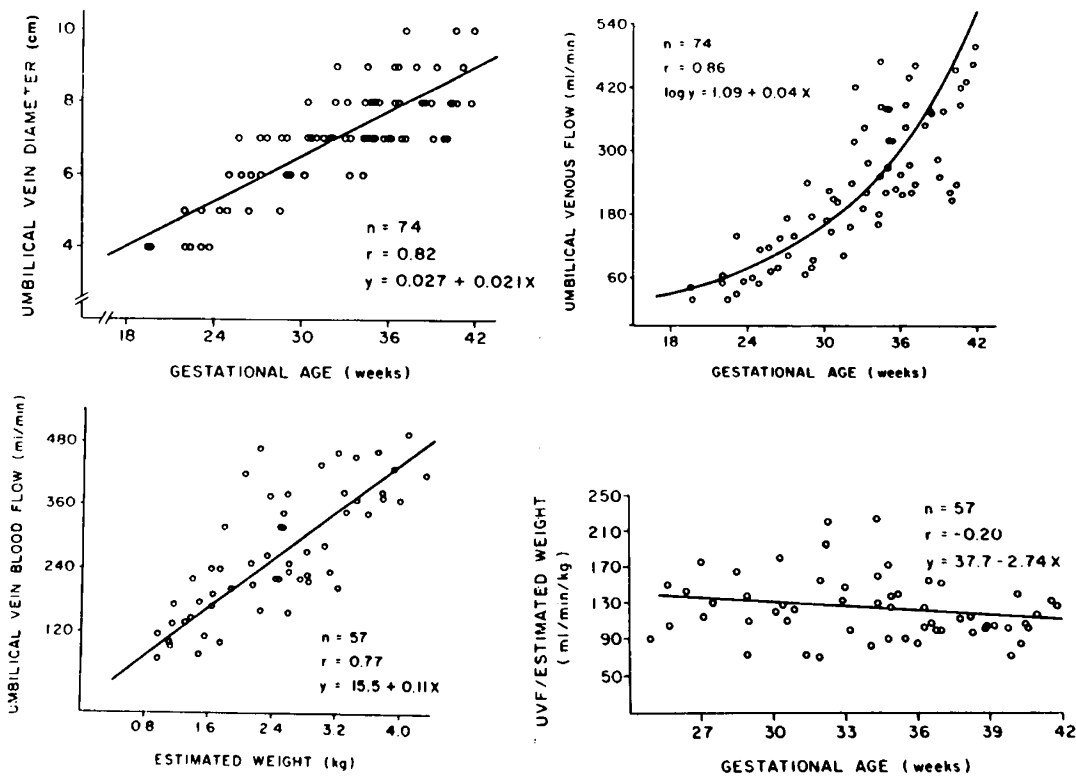 UMBILICAL VEIN DIAMETER (cm)
10
8
6
4
n = 74
r = 0.82
y = 0.027 + 0.021X
18
24
30
36
42
GESTATIONAL AGE (weeks)
UMBILICAL VENOUS FLOW (ml/min)
540
420
300
180
60
n = 74
r = 0.86
log y = 1.09 + 0.04X
18
24
30
36
42
GESTATIONAL AGE (weeks)
UMBILICAL VEIN BLOOD FLOW (ml/min)
480
360
240
120
n = 57
r = 0.77
y = 15.5 + 0.11X
0.8
1.6
2.4
3.2
4.0
ESTIMATED WEIGHT (kg)
UVF/ESTIMATED WEIGHT
(ml/min/kg)
250
210
170
130
90
50
n = 57
r = -0.20
y = 37.7 - 2.74X
27
30
33
36
39
42
GESTATIONAL AGE (weeks)